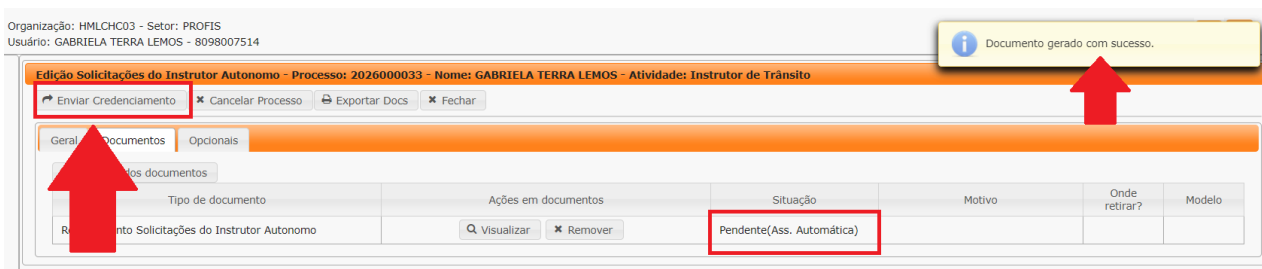 Organização: HMLCHC03 - Setor: PROFIS
Usuário: GABRIELA TERRA LEMOS - 8098007514
Documento gerado com sucesso.
Edição Solicitações do Instrutor Autonomo - Processo: 2026000033 - Nome: GABRIELA TERRA LEMOS - Atividade: Instrutor de Trânsito
Enviar Credenciamento Cancelar Processo Exportar Docs Fechar
Geral Documentos Opcionais
documentos
Tipo de documento Ações em documentos Situação Motivo Onde retirar? Modelo
Solicitações do Instrutor Autonomo Visualizar Remover Pendente(Ass. Automática)